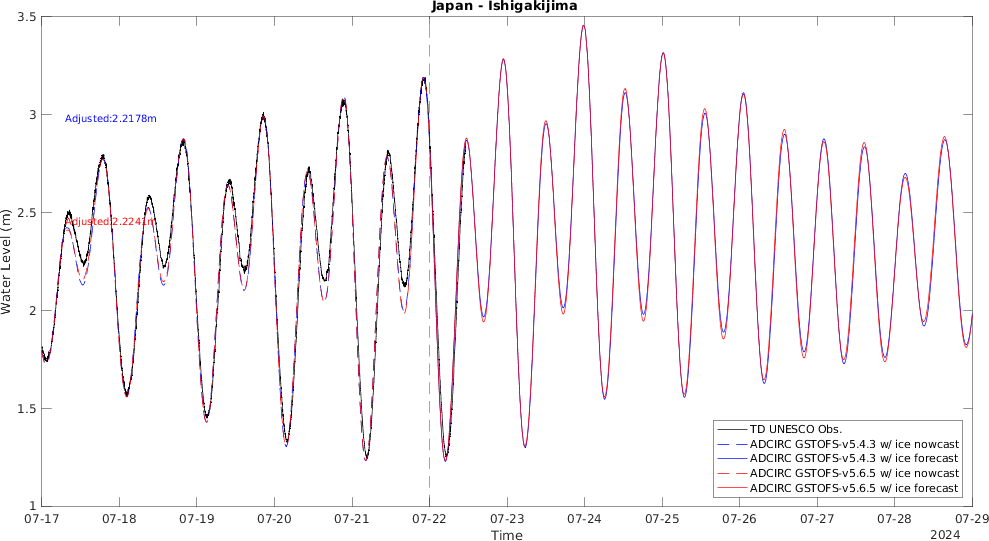 Japan - Ishigakijima
3.5
3
2.5
2
1.5
1
Water Level (m)
Adjusted:2.2178m
Adjusted:2.2241m
TD UNESCO Obs.
ADCIRC GSTOFS-v5.4.3 w/ ice nowcast
ADCIRC GSTOFS-v5.4.3 w/ ice forecast
ADCIRC GSTOFS-v5.6.5 w/ ice nowcast
ADCIRC GSTOFS-v5.6.5 w/ ice forecast
07-17 07-18 07-19 07-20 07-21 07-22 07-23 07-24 07-25 07-26 07-27 07-28 07-29
Time
2024